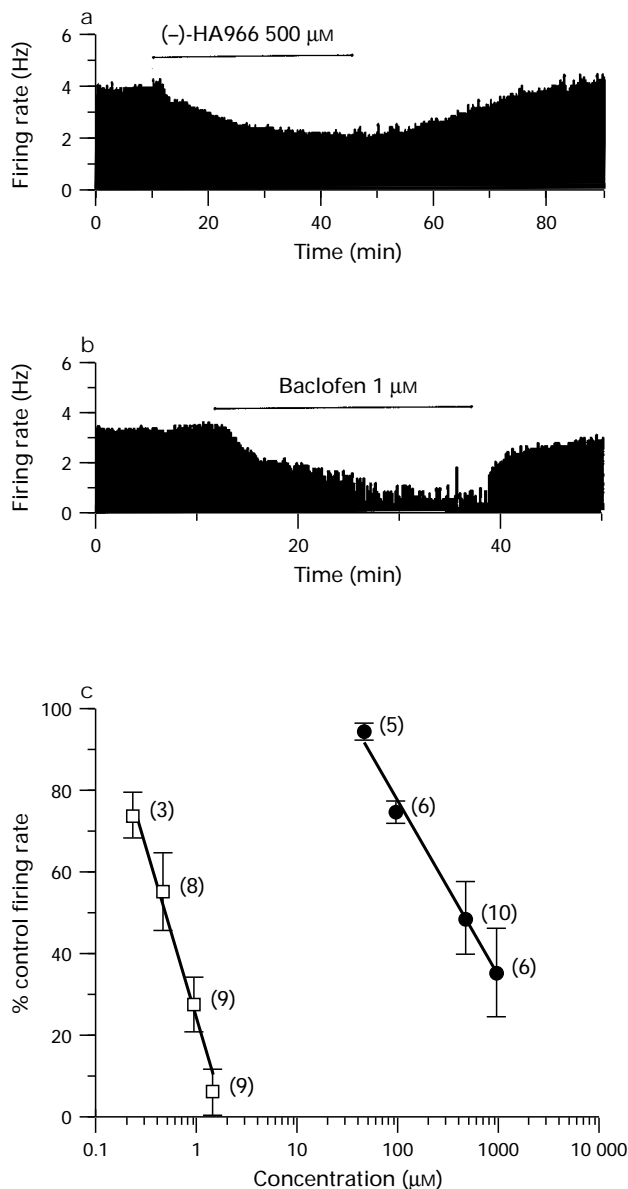 a
(–)-HA966 500 μM
Firing rate (Hz)
6
4
2
0
0 20 40 60 80
Time (min)
b
Baclofen 1 μM
Firing rate (Hz)
6
4
2
0
0 20 40
Time (min)
c
% control firing rate
100
80
60
40
20
0
(3)
(8)
(9)
(9)
(5)
(6)
(10)
(6)
0.1 1 10 100 1000 10 000
Concentration (μM)